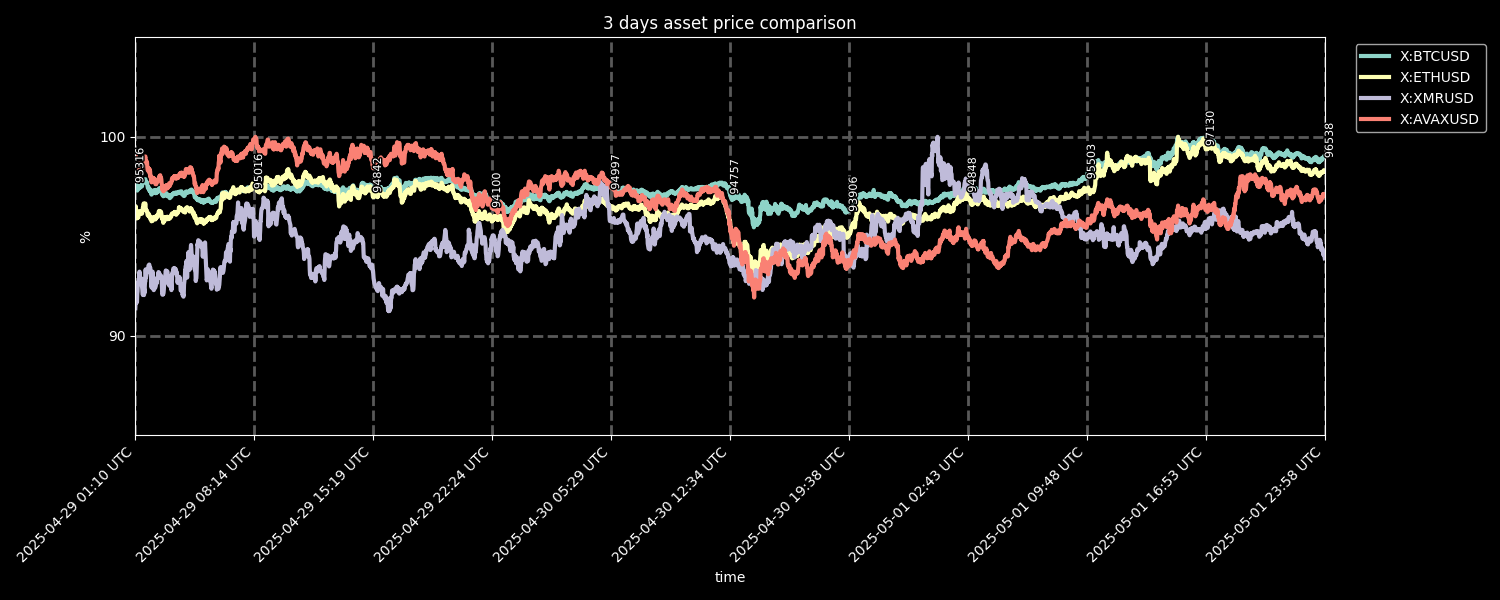 3 days asset price comparison
X:BTCUSD
X:ETHUSD
X:XMRUSD
X:AVAXUSD
100
90
%
95316
95016
94842
94100
94997
94757
93906
94848
95503
97130
96538
2025-04-29 01:10 UTC
2025-04-29 08:14 UTC
2025-04-29 15:19 UTC
2025-04-29 22:24 UTC
2025-04-30 05:29 UTC
2025-04-30 12:34 UTC
2025-04-30 19:38 UTC
2025-05-01 02:43 UTC
2025-05-01 09:48 UTC
2025-05-01 16:53 UTC
2025-05-01 23:58 UTC
time